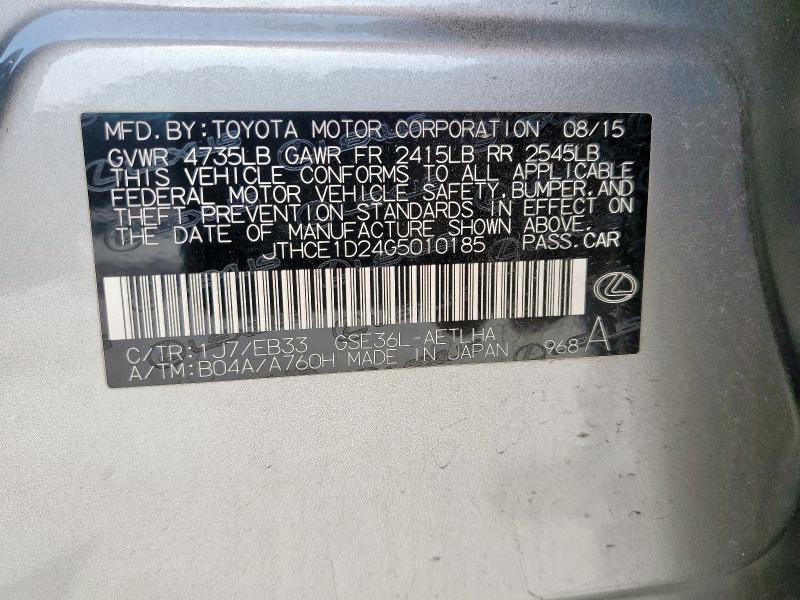 MFD.BY:TOYOTA MOTOR CORPORATION 08/15
GVWR 4735LB GAWR FR 2415LB RR 2545LB
THIS VEHICLE CONFORMS TO ALL APPLICABLE
FEDERAL MOTOR VEHICLE SAFETY, BUMPER, AND
THEFT PREVENTION STANDARDS IN EFFECT ON
THE DATE OF MANUFACTURE SHOWN ABOVE.
JTHCE1D24G5010185 PASS.CAR
C/TR:1J7/EB33 GSE36L-AETLHA
A/TM:B04A/A760H MADE IN JAPAN 968 A